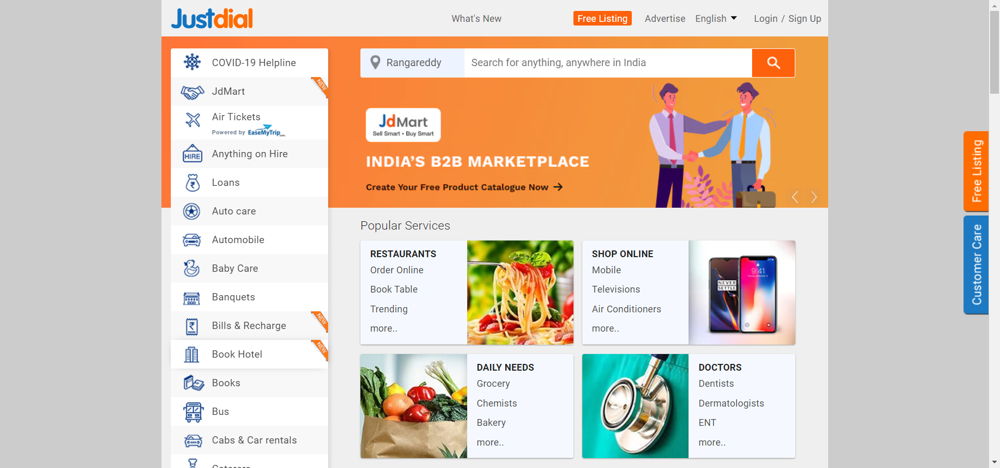 Justdial
What's New
Free Listing
Advertise
English
Login / Sign Up
COVID-19 Helpline
JdMart
NEW
Air Tickets
Powered by EaseMyTrip.com
Anything on Hire
HIRE
Loans
Auto care
Automobile
Baby Care
Banquets
Bills & Recharge
NEW
Book Hotel
NEW
Books
Bus
Cabs & Car rentals
Caterers
Rangareddy
Search for anything, anywhere in India
JdMart
Sell Smart • Buy Smart
INDIA'S B2B MARKETPLACE
Create Your Free Product Catalogue Now
Popular Services
RESTAURANTS
Order Online
Book Table
Trending
more..
SHOP ONLINE
Mobile
Televisions
Air Conditioners
more..
NEVER
SETTLE
9:41
DAILY NEEDS
Grocery
Chemists
Bakery
more..
DOCTORS
Dentists
Dermatologists
ENT
more..
Free Listing
Customer Care